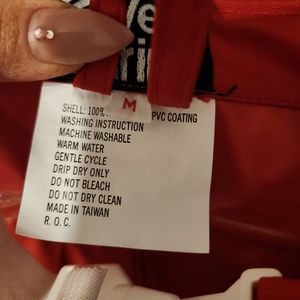 M
SHELL: 100% PVC COATING
WASHING INSTRUCTION
MACHINE WASHABLE
WARM WATER
GENTLE CYCLE
DRIP DRY ONLY
DO NOT BLEACH
DO NOT DRY CLEAN
MADE IN TAIWAN
R. O. C.